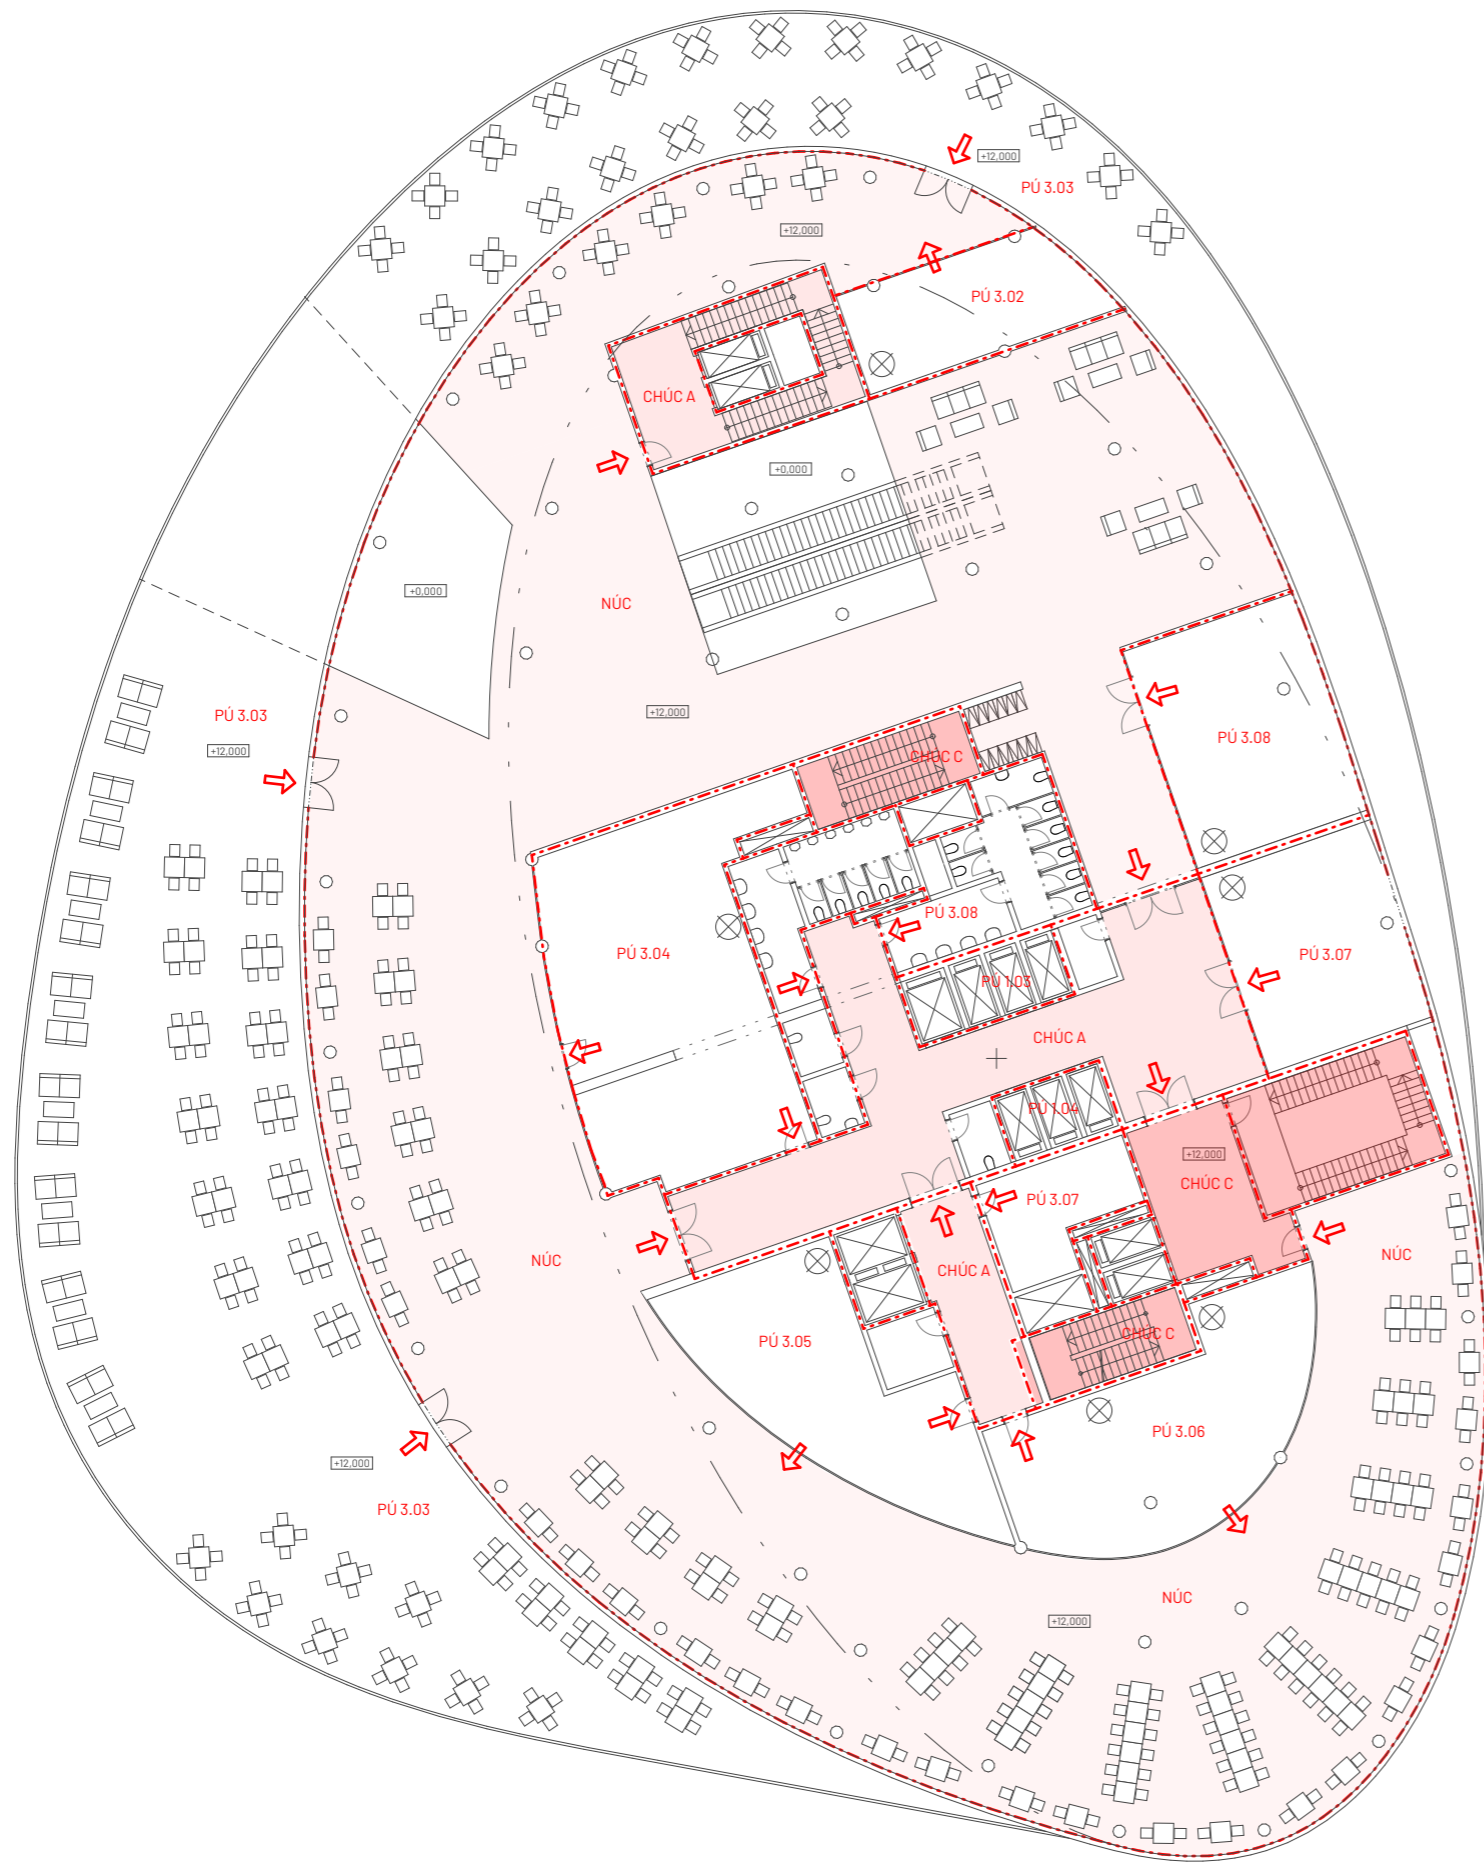 +12,000
PÚ 3.03
+12,000
PÚ 3.02
CHÚC A
+0,000
+0,000
NÚC
+12,000
PÚ 3.03
+12,000
PÚ 3.08
CHÚC C
PÚ 3.08
PÚ 3.04
PÚ 3.07
PÚ 1.03
CHÚC A
PÚ 1.04
+12,000
CHÚC C
PÚ 3.07
NÚC
NÚC
CHÚC A
CHÚC C
PÚ 3.05
PÚ 3.06
+12,000
PÚ 3.03
NÚC
+12,000